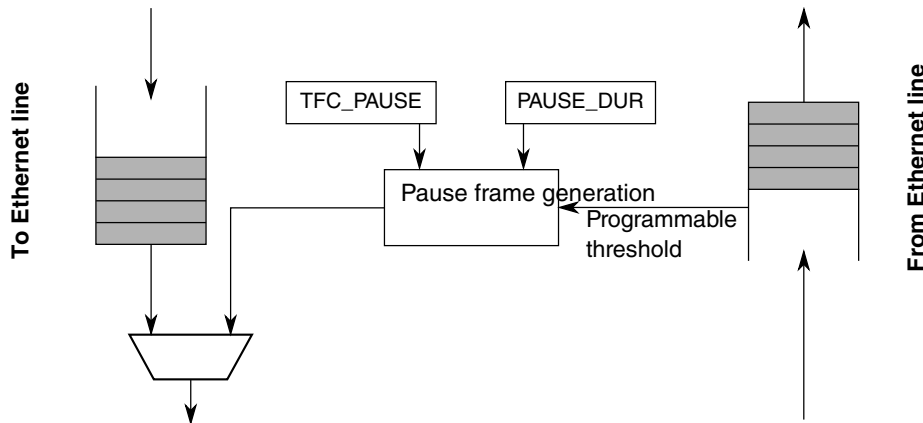 To Ethernet line
TFC_PAUSE
PAUSE_DUR
Pause frame generation
Programmable
threshold
From Ethernet line